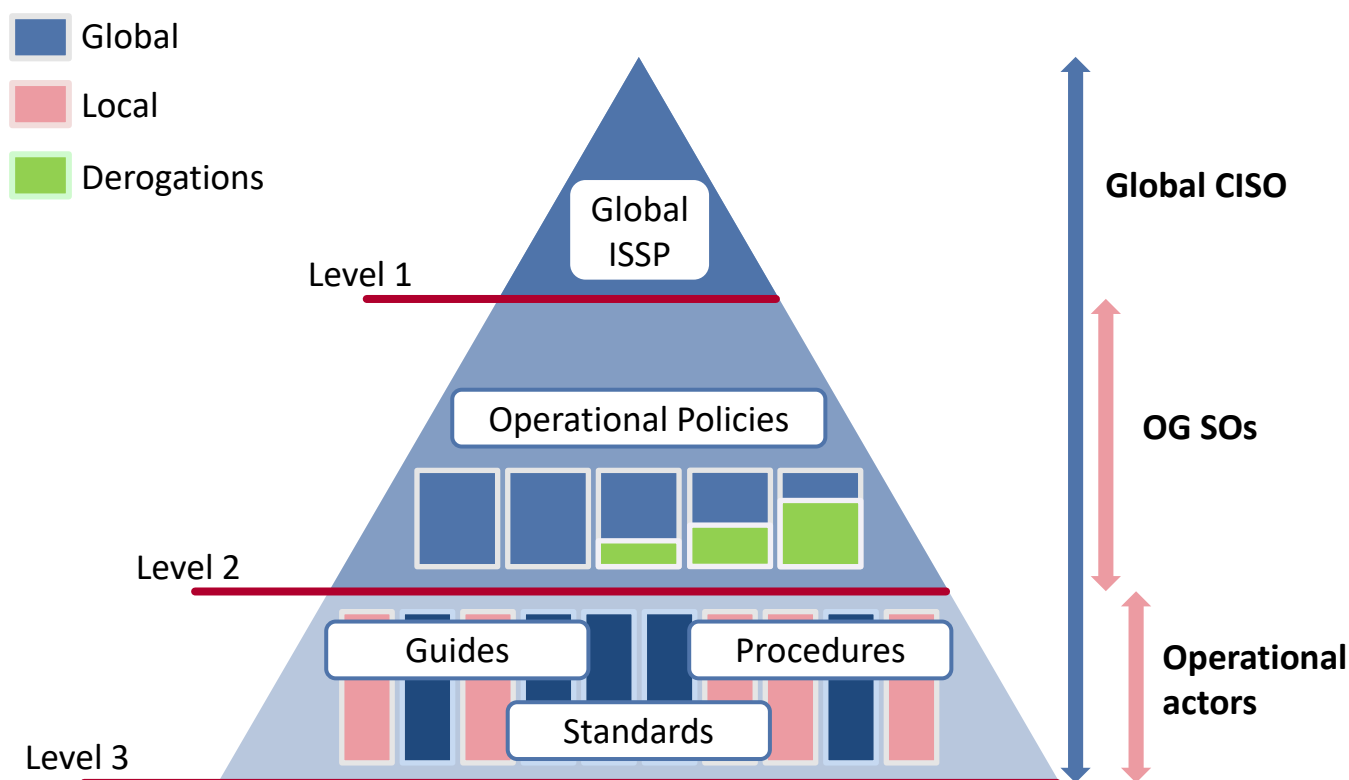 Global
Local
Derogations
Global
ISSP
Global CISO
Level 1
Operational Policies
OG SOs
Level 2
Guides
Procedures
Operational
actors
Standards
Level 3